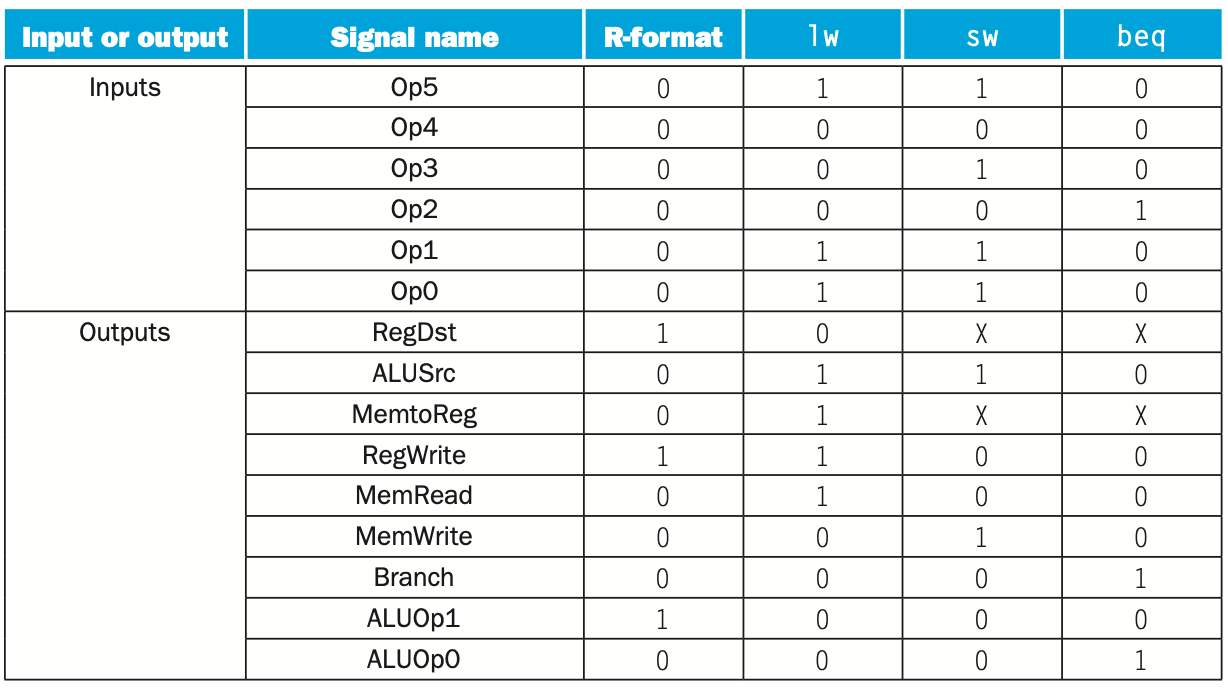 Input or output Signal name R-format lw sw beq
Inputs Op5 0 1 1 0
Op4 0 0 0 0
Op3 0 0 1 0
Op2 0 0 0 1
Op1 0 1 1 0
Op0 0 1 1 0
Outputs RegDst 1 0 X X
ALUSrc 0 1 1 0
MemtoReg 0 1 X X
RegWrite 1 1 0 0
MemRead 0 1 0 0
MemWrite 0 0 1 0
Branch 0 0 0 1
ALUOp1 1 0 0 0
ALUOp0 0 0 0 1